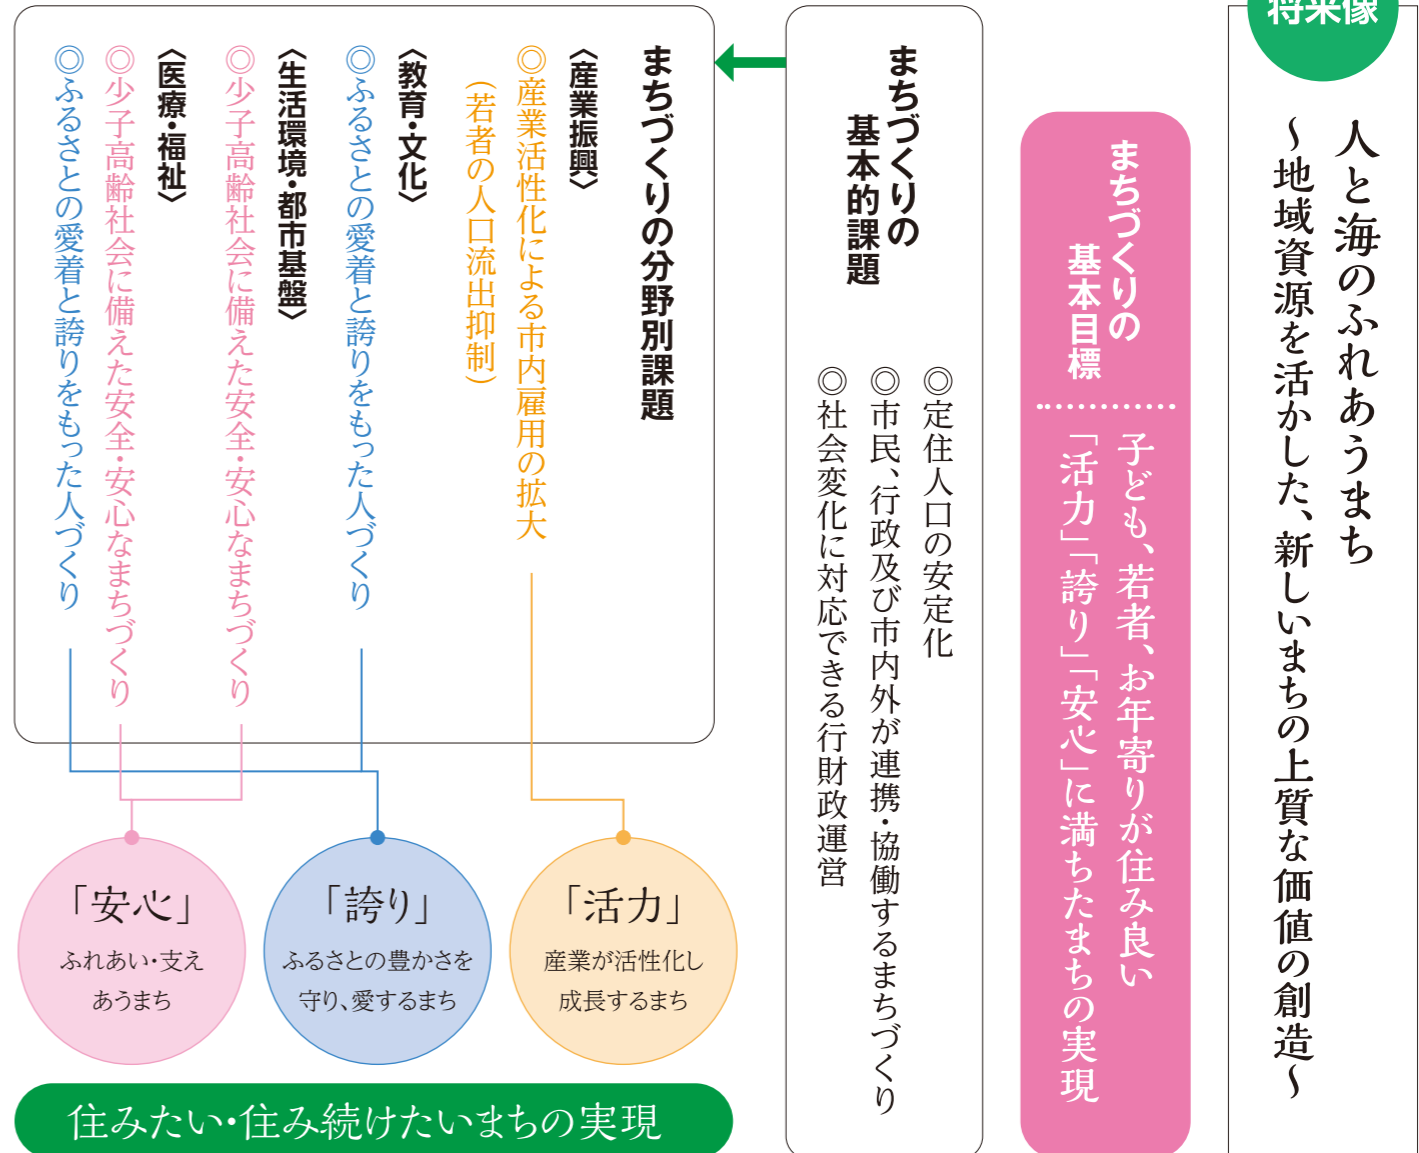 将来像
人と海のふれあうまち
~地域資源を活かした、新しいまちの上質な価値の創造~
まちづくりの
基本目標
子ども、若者、お年寄りが住み良い
「活力」「誇り」「安心」に満ちたまちの実現
まちづくりの
基本的課題
◎定住人口の安定化
◎市民、行政及び市内外が連携・協働するまちづくり
◎社会変化に対応できる行財政運営
まちづくりの分野別課題
〈産業振興〉
◎産業活性化による市内雇用の拡大
(若者の人口流出抑制)
〈教育・文化〉
◎ふるさとの愛着と誇りをもった人づくり
〈生活環境・都市基盤〉
◎少子高齢社会に備えた安全・安心なまちづくり
〈医療・福祉〉
◎少子高齢社会に備えた安全・安心なまちづくり
◎ふるさとの愛着と誇りをもった人づくり
「活力」
産業が活性化し
成長するまち
「誇り」
ふるさとの豊かさを
守り、愛するまち
「安心」
ふれあい・支え
あうまち
住みたい・住み続けたいまちの実現